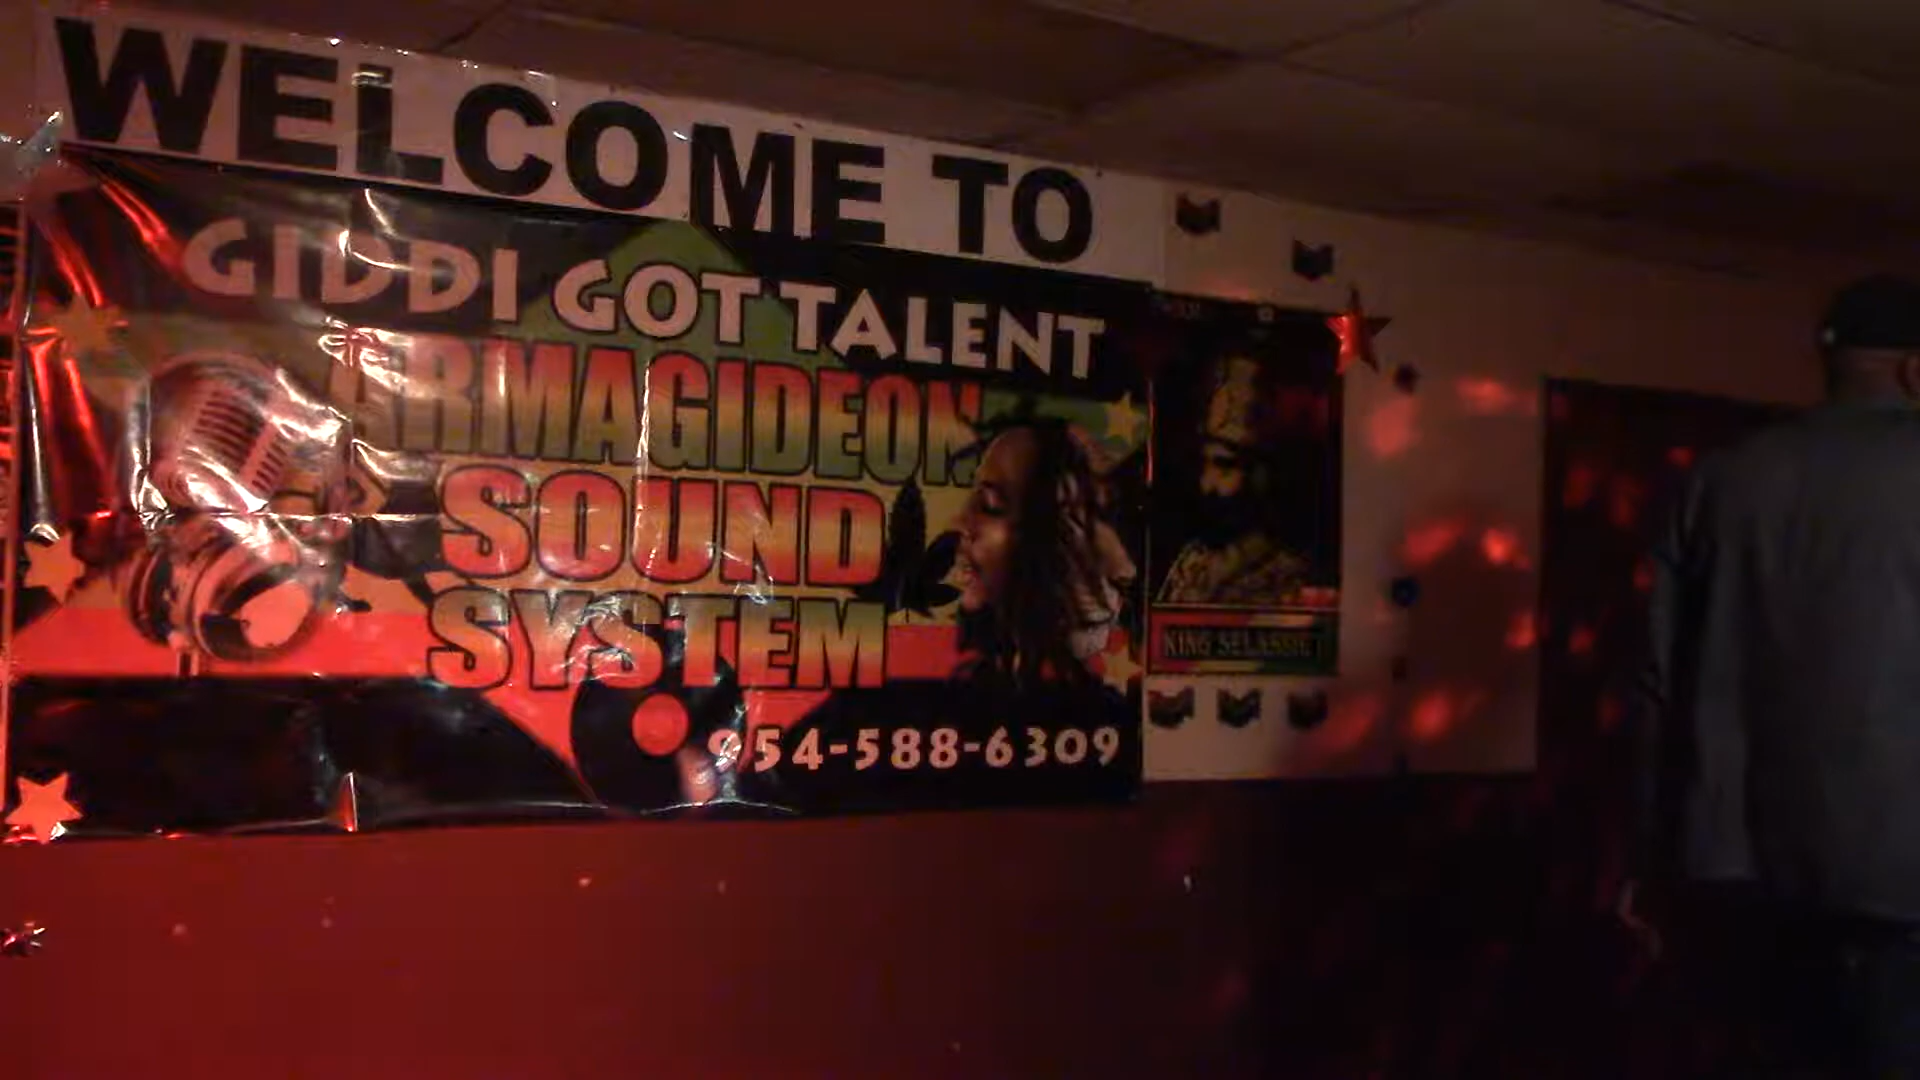 WELCOME TO
GIDDI GOT TALENT
ARMAGIDEON
SOUND
SYSTEM
954-588-6309
KING SELASSIE I